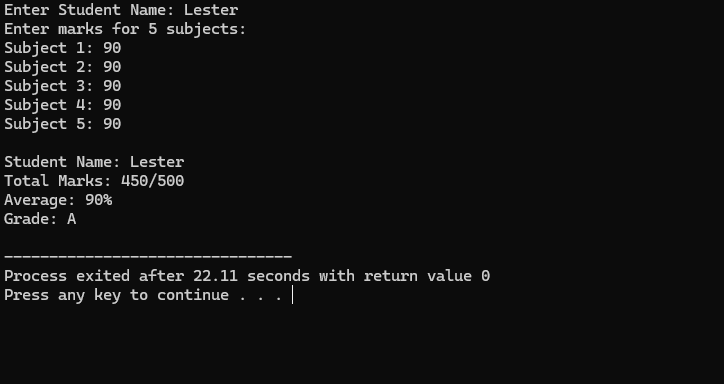 Enter Student Name: Lester
Enter marks for 5 subjects:
Subject 1: 90
Subject 2: 90
Subject 3: 90
Subject 4: 90
Subject 5: 90

Student Name: Lester
Total Marks: 450/500
Average: 90%
Grade: A

--------------------------------
Process exited after 22.11 seconds with return value 0
Press any key to continue . . .